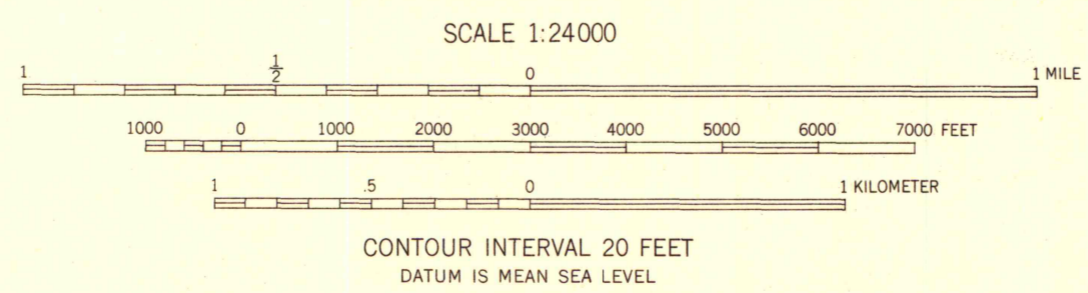 SCALE 1:24000
1 1/2 0 1 MILE
1000 0 1000 2000 3000 4000 5000 6000 7000 FEET
1 .5 0 1 KILOMETER
CONTOUR INTERVAL 20 FEET
DATUM IS MEAN SEA LEVEL